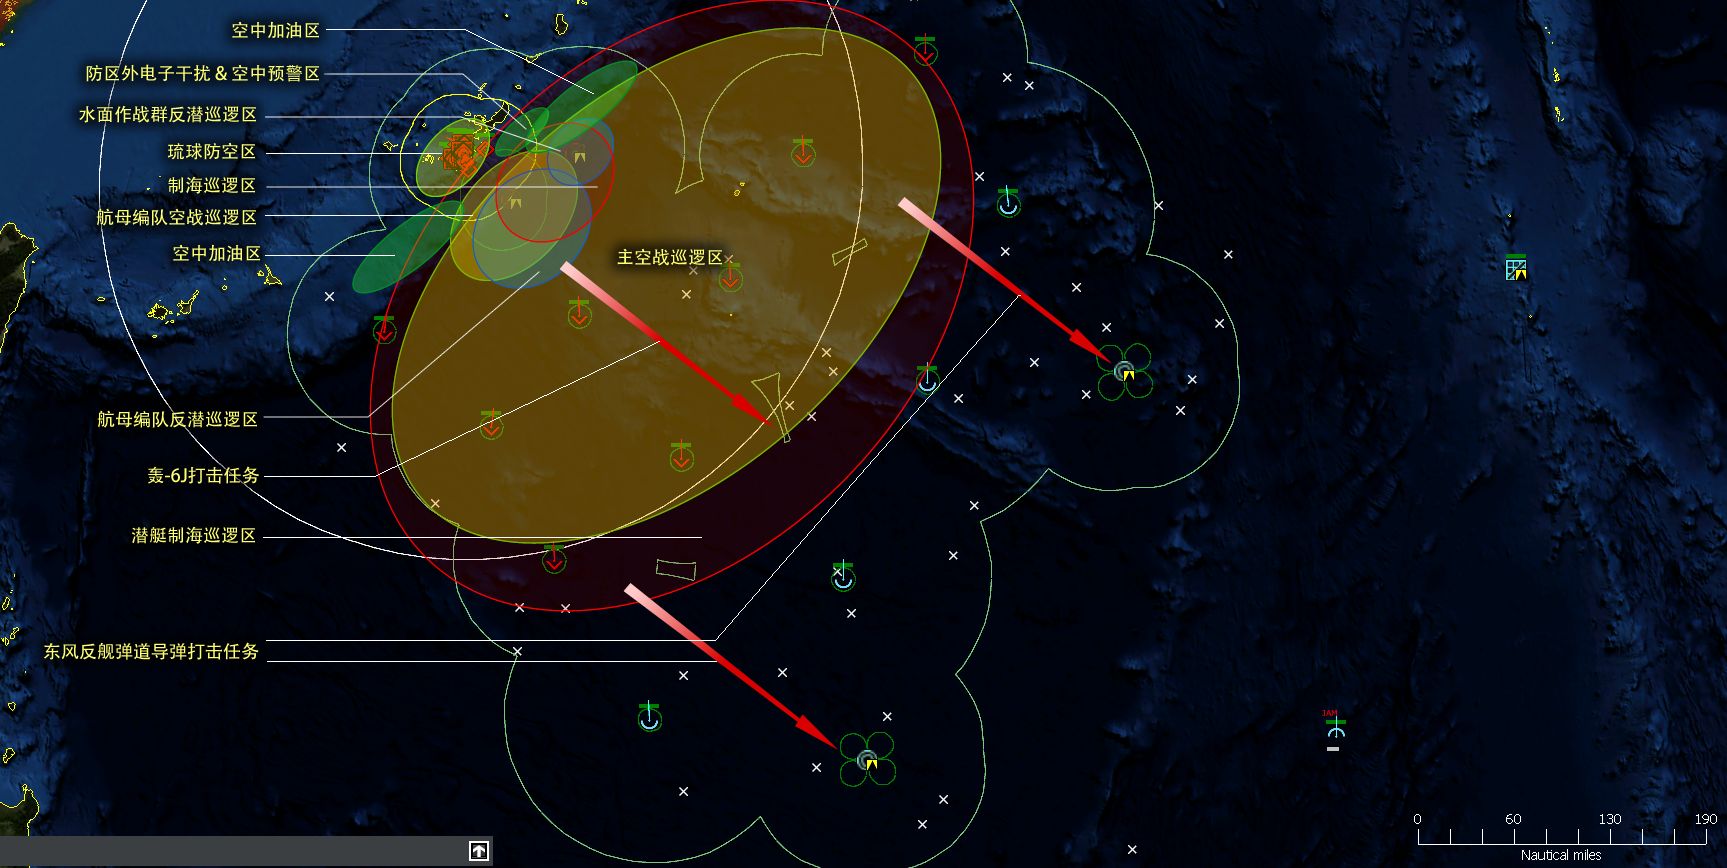 空中加油区
防区外电子干扰 & 空中预警区
水面作战群反潜巡逻区
琉球防空区
制海巡逻区
航母编队空战巡逻区
空中加油区
主空战巡逻区
航母编队反潜巡逻区
轰-6J打击任务
潜艇制海巡逻区
东风反舰弹道导弹打击任务
JAM
0 60 130 190
Nautical miles